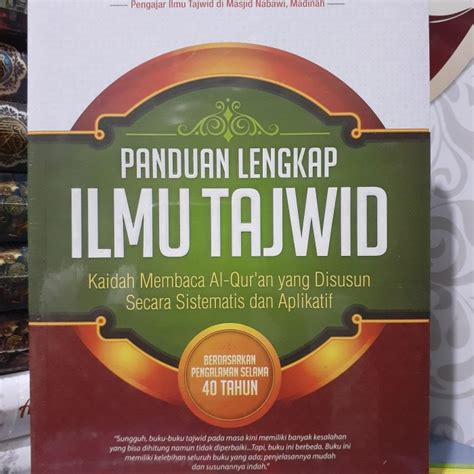 Pengajar Ilmu Tajwid di Masjid Nabawi, Madinah
PANDUAN LENGKAP
ILMU TAJWID
Kaidah Membaca Al-Qur'an yang Disusun
Secara Sistematis dan Aplikatif
BERDASARKAN
PENGALAMAN SELAMA
40 TAHUN
"Sungguh, buku-buku tajwid pada masa kini memiliki banyak kesalahan
yang bisa dihitung namun tidak diperbaiki...Tapi, buku ini berbeda. Buku ini
memiliki kelebihan seluruh buku yang ada; penjelasannya mudah
dan susunannya indah."